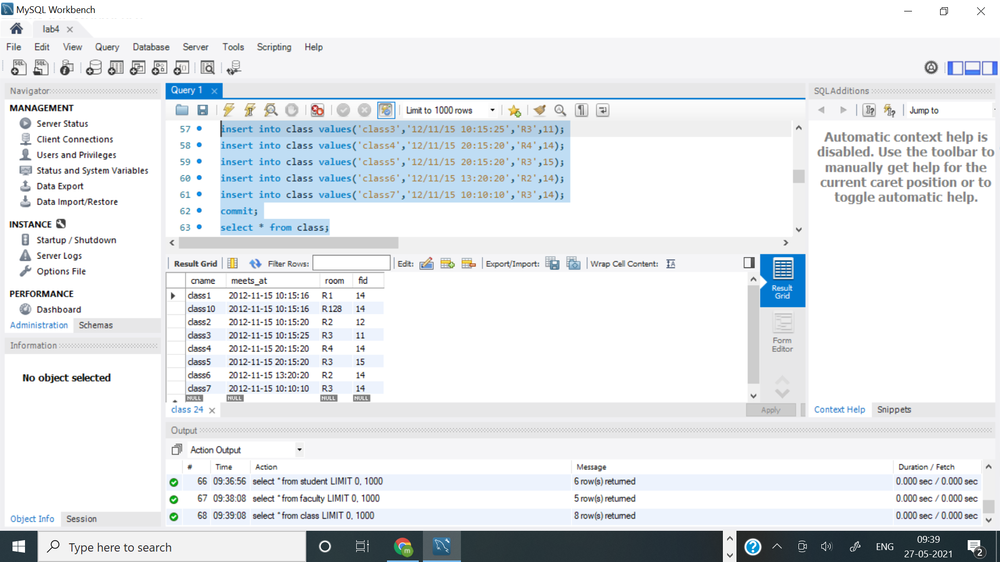 MySQL Workbench
lab4
File Edit View Query Database Server Tools Scripting Help
Navigator
MANAGEMENT
Server Status
Client Connections
Users and Privileges
Status and System Variables
Data Export
Data Import/Restore
INSTANCE
Startup / Shutdown
Server Logs
Options File
PERFORMANCE
Dashboard
Administration Schemas
Information
No object selected
Object Info Session
Query 1
Limit to 1000 rows
57 insert into class values('class3','12/11/15 10:15:25','R3',11);
58 insert into class values('class4','12/11/15 20:15:20','R4',14);
59 insert into class values('class5','12/11/15 20:15:20','R3',15);
60 insert into class values('class6','12/11/15 13:20:20','R2',14);
61 insert into class values('class7','12/11/15 10:10:10','R3',14);
62 commit;
63 select * from class;
Result Grid Filter Rows: Edit: Export/Import: Wrap Cell Content:
cname meets_at room fid
class1 2012-11-15 10:15:16 R1 14
class10 2012-11-15 10:15:16 R128 14
class2 2012-11-15 10:15:20 R2 12
class3 2012-11-15 10:15:25 R3 11
class4 2012-11-15 20:15:20 R4 14
class5 2012-11-15 20:15:20 R3 15
class6 2012-11-15 13:20:20 R2 14
class7 2012-11-15 10:10:10 R3 14
NULL NULL NULL NULL
Result
Grid
Form
Editor
class 24
Apply
SQLAdditions
Jump to
Automatic context help is
disabled. Use the toolbar to
manually get help for the
current caret position or to
toggle automatic help.
Context Help Snippets
Output
Action Output
# Time Action Message Duration / Fetch
66 09:36:56 select * from student LIMIT 0, 1000 6 row(s) returned 0.000 sec / 0.000 sec
67 09:38:08 select * from faculty LIMIT 0, 1000 5 row(s) returned 0.000 sec / 0.000 sec
68 09:39:08 select * from class LIMIT 0, 1000 8 row(s) returned 0.000 sec / 0.000 sec
Type here to search
m
ENG
09:39
27-05-2021
2